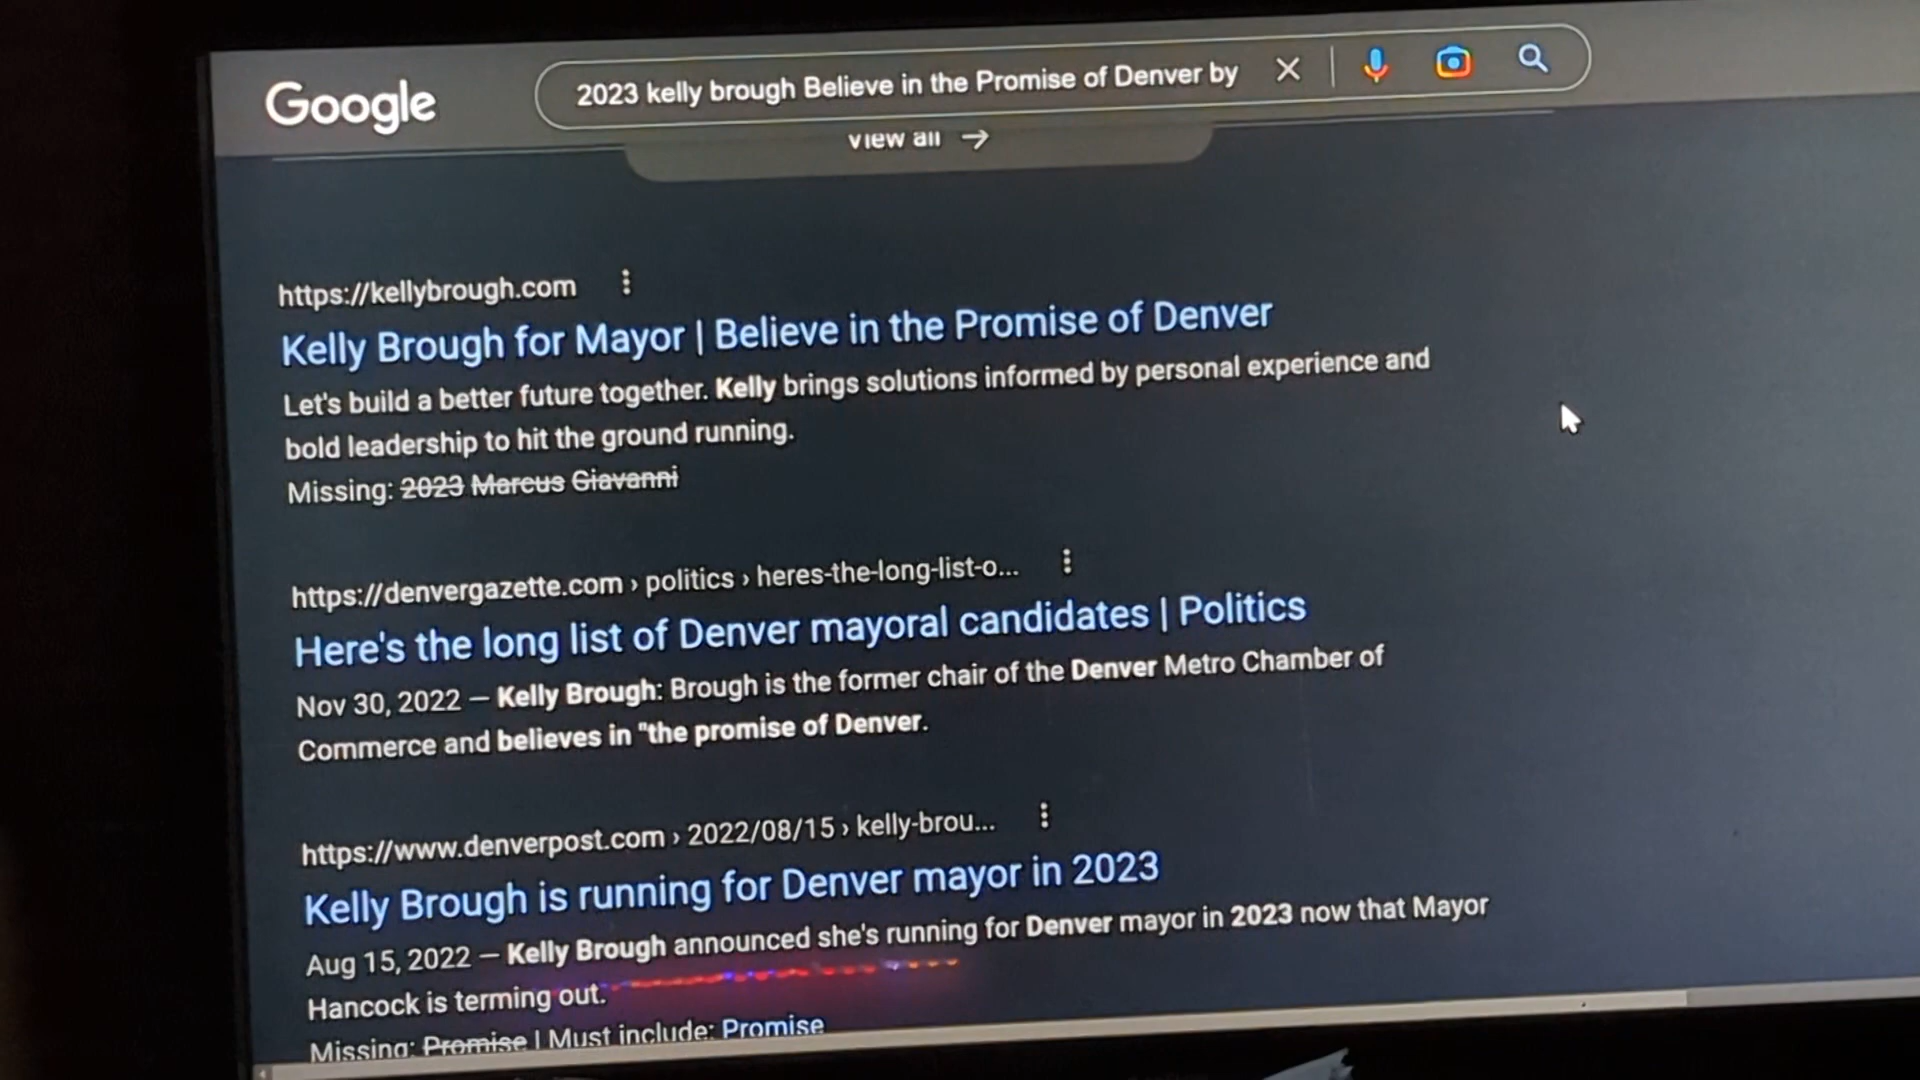 Google
2023 kelly brough Believe in the Promise of Denver by
View all →
https://kellybrough.com
Kelly Brough for Mayor | Believe in the Promise of Denver
Let's build a better future together. Kelly brings solutions informed by personal experience and
bold leadership to hit the ground running.
Missing: 2023 Marcus Giavanni
https://denvergazette.com › politics › heres-the-long-list-o...
Here's the long list of Denver mayoral candidates | Politics
Nov 30, 2022 — Kelly Brough: Brough is the former chair of the Denver Metro Chamber of
Commerce and believes in "the promise of Denver.
https://www.denverpost.com › 2022/08/15 › kelly-brou...
Kelly Brough is running for Denver mayor in 2023
Aug 15, 2022 — Kelly Brough announced she's running for Denver mayor in 2023 now that Mayor
Hancock is terming out.
Missing: Promise | Must include: Promise